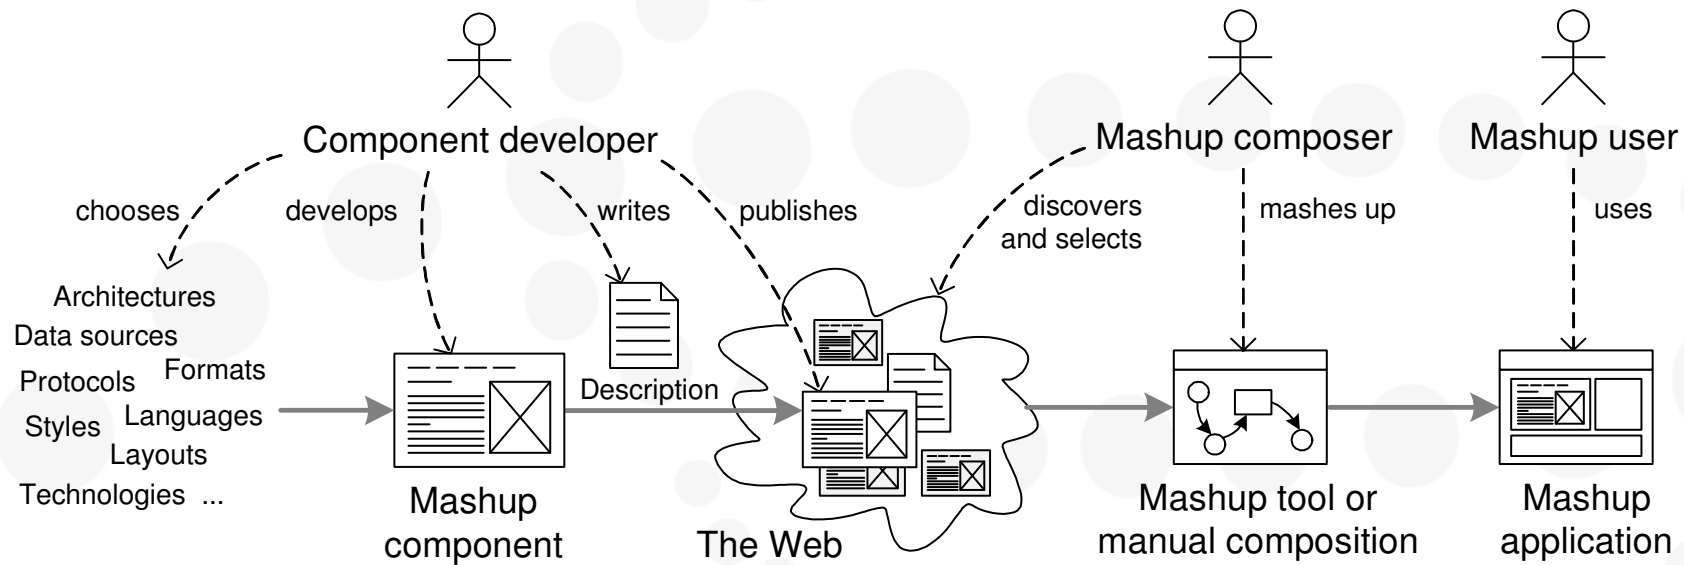 Component developer
Mashup composer
Mashup user
chooses
develops
writes
publishes
discovers
and selects
mashes up
uses
Architectures
Data sources
Formats
Protocols
Languages
Styles
Layouts
Technologies ...
Description
Mashup
component
The Web
Mashup tool or
manual composition
Mashup
application